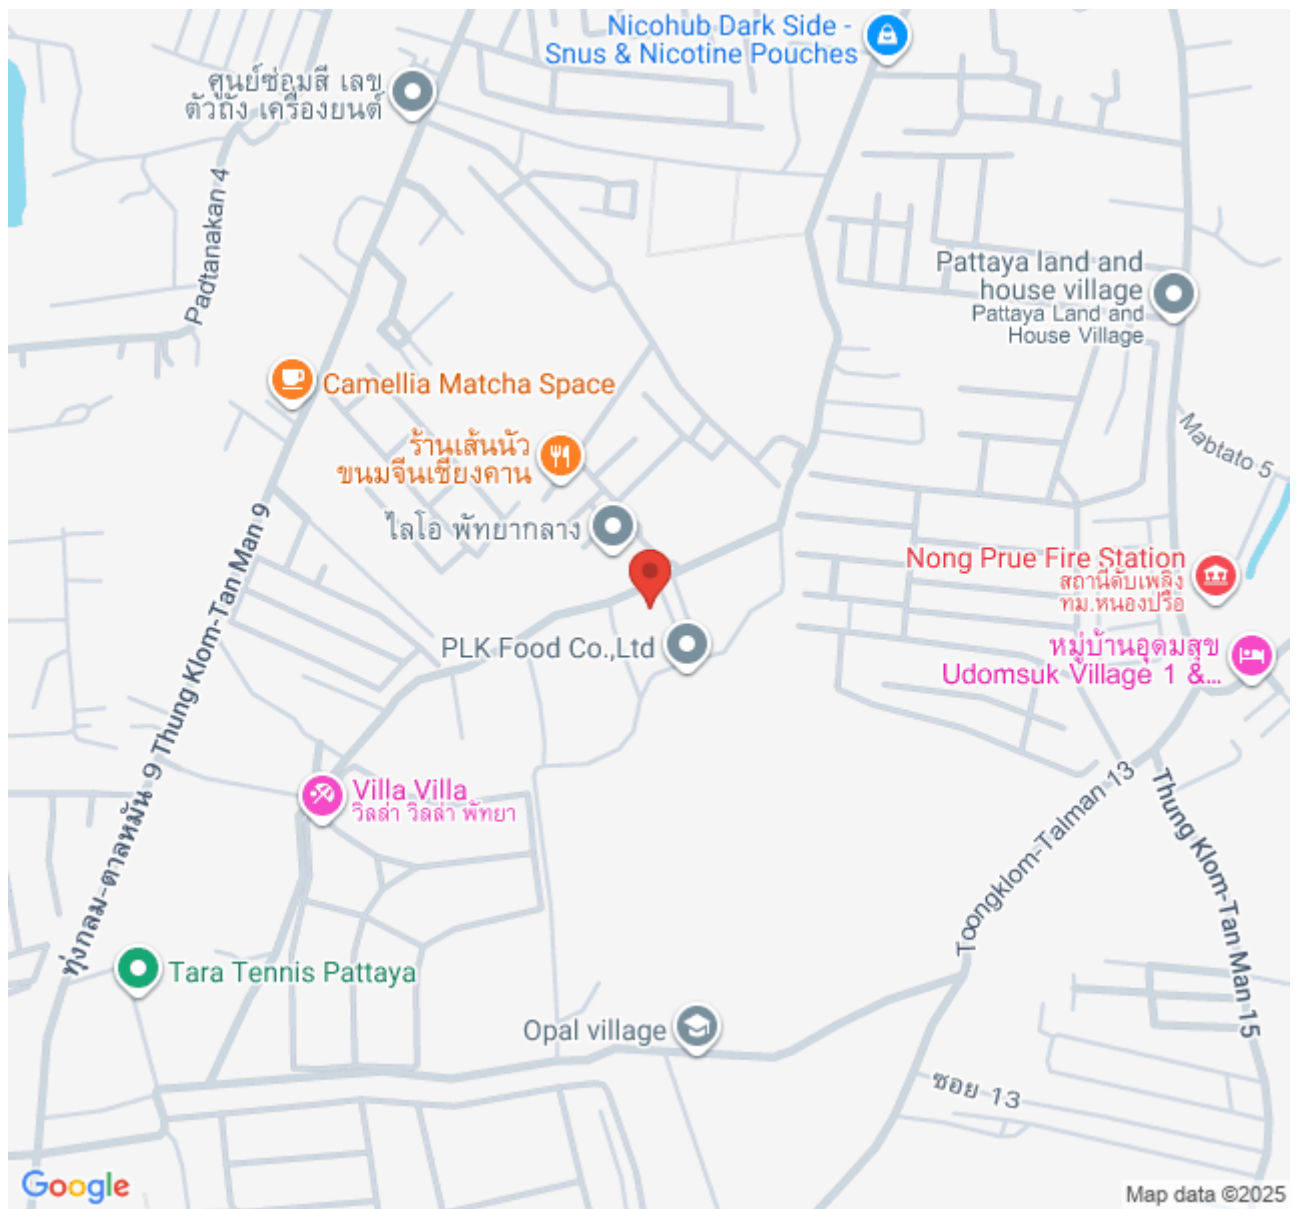 Nicohub Dark Side -
Snus & Nicotine Pouches
ศูนย์ซ่อมสี เลข
ตัวถัง เครื่องยนต์
Padtanakan 4
Pattaya land and
house village
Pattaya Land and
House Village
Camellia Matcha Space
ร้านเส้นนัว
ขนมจีนเชียงคาน
Mabtato 5
ไลโอ พัทยากลาง
Nong Prue Fire Station
สถานีดับเพลิง
ทม.หนองปรือ
PLK Food Co.,Ltd
หมู่บ้านอุดมสุข
Udomsuk Village 1 &...
Thung Klom-Tan Man 9
ทุ่งกลม-ตาลหมัน 9
Villa Villa
วิลล่า วิลล่า พัทยา
Toongklom-Talman 13
Thung Klom-Tan Man 15
Tara Tennis Pattaya
Opal village
ซอย 13
Google
Map data ©2025